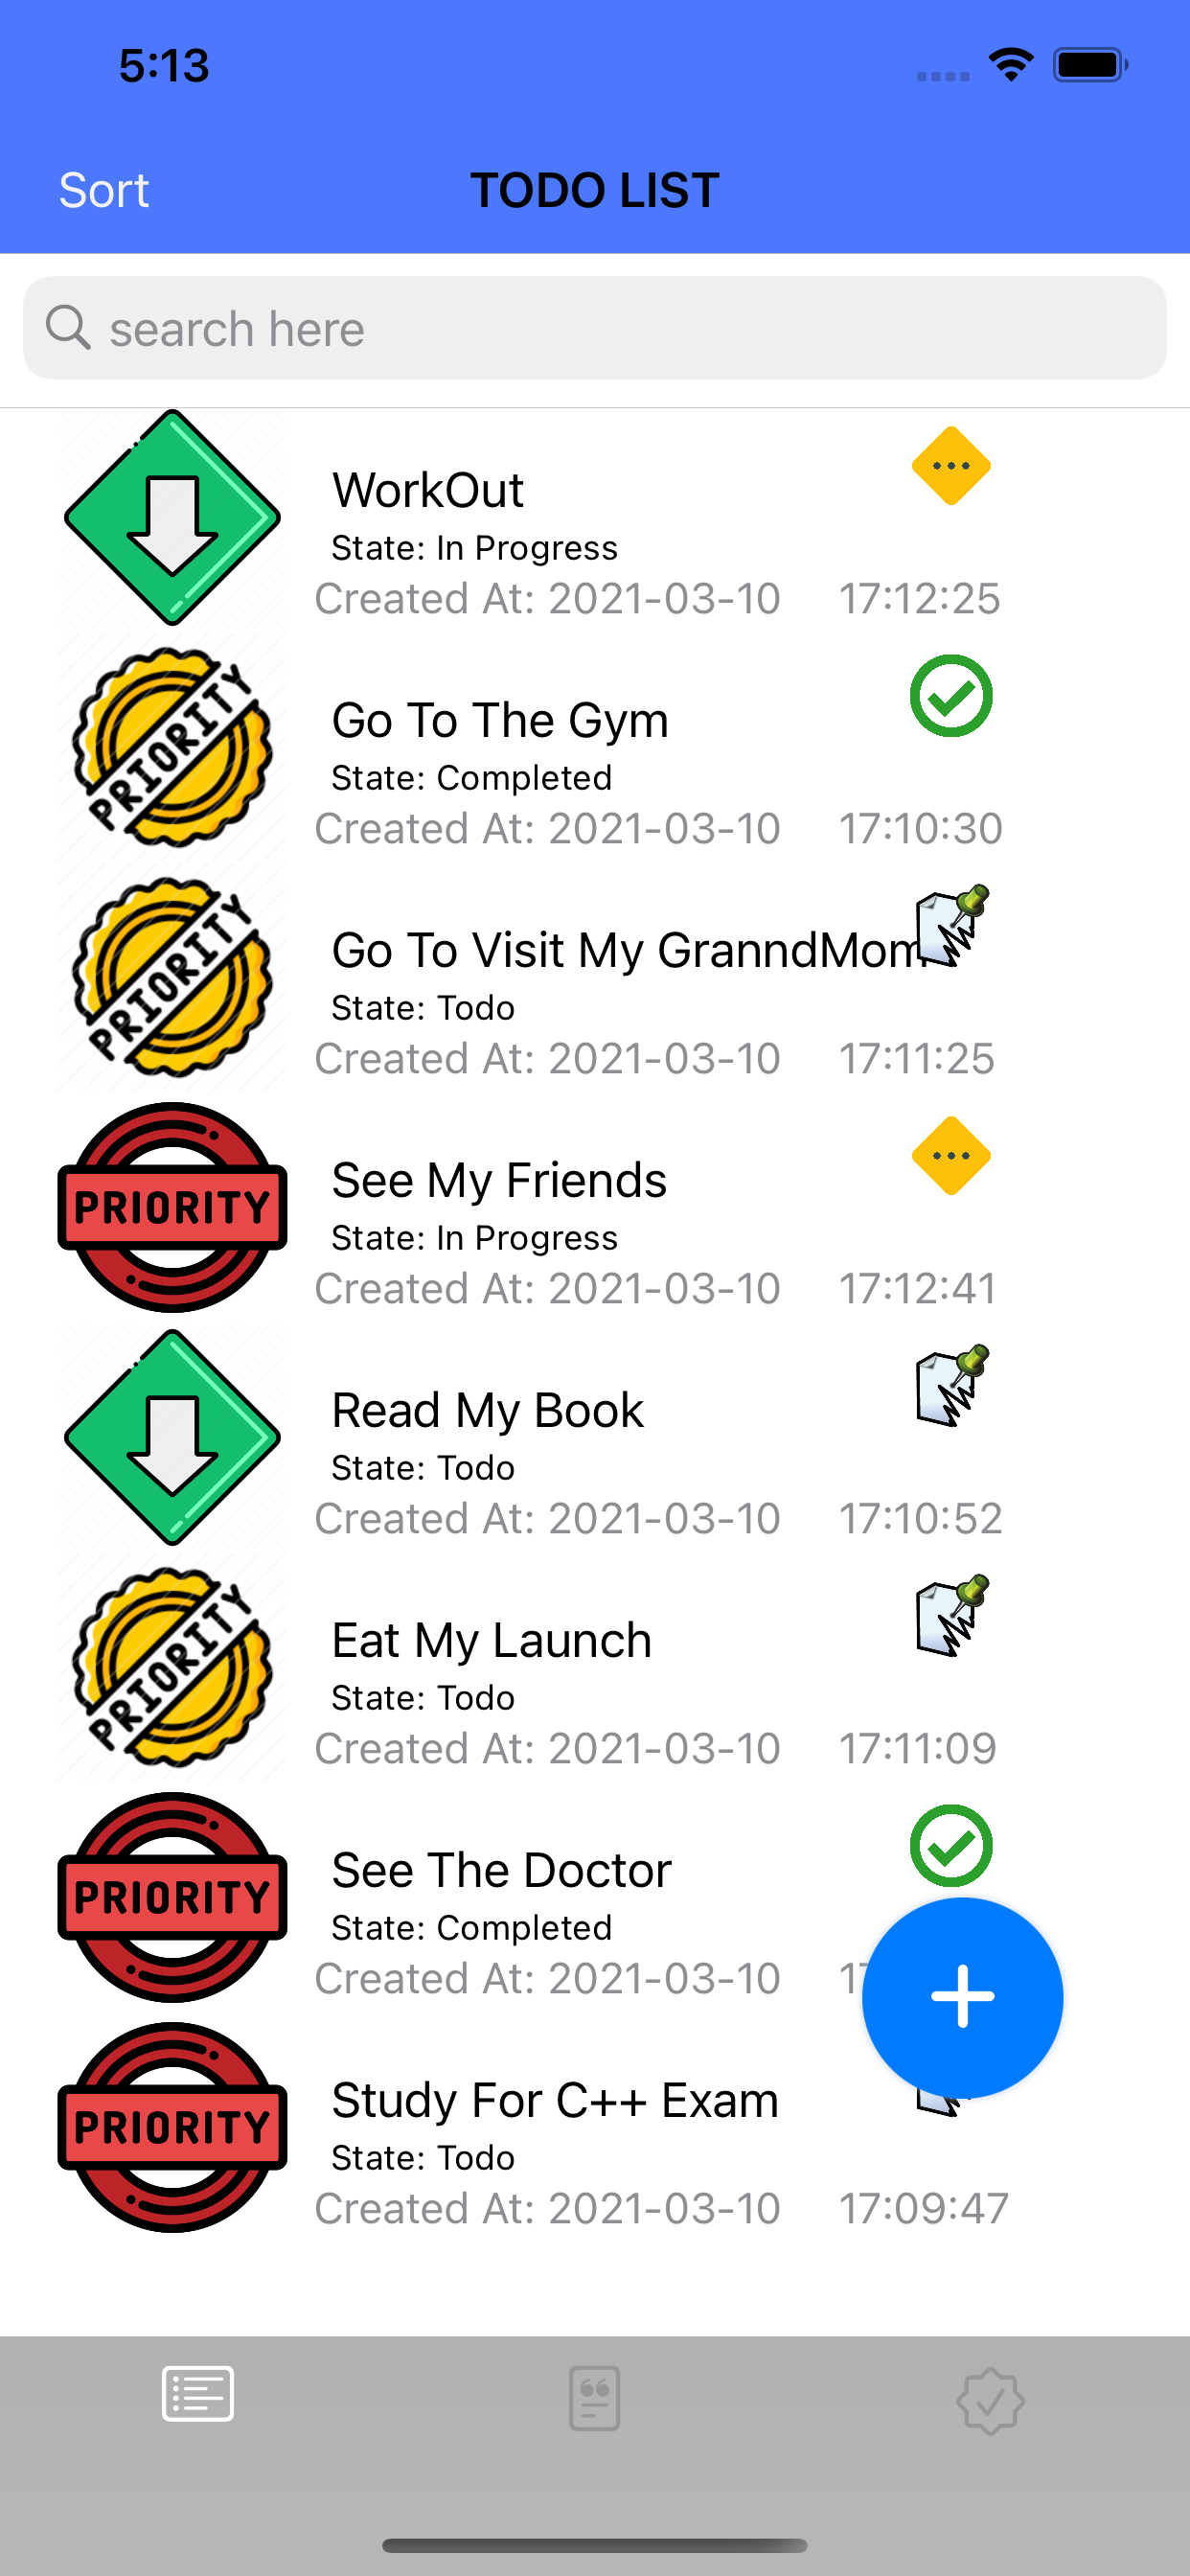 5:13
Sort TODO LIST
search here
WorkOut
State: In Progress
Created At: 2021-03-10 17:12:25
PRIORITY
Go To The Gym
State: Completed
Created At: 2021-03-10 17:10:30
PRIORITY
Go To Visit My GranndMom
State: Todo
Created At: 2021-03-10 17:11:25
PRIORITY
See My Friends
State: In Progress
Created At: 2021-03-10 17:12:41
Read My Book
State: Todo
Created At: 2021-03-10 17:10:52
PRIORITY
Eat My Launch
State: Todo
Created At: 2021-03-10 17:11:09
PRIORITY
See The Doctor
State: Completed
Created At: 2021-03-10
PRIORITY
Study For C++ Exam
State: Todo
Created At: 2021-03-10 17:09:47